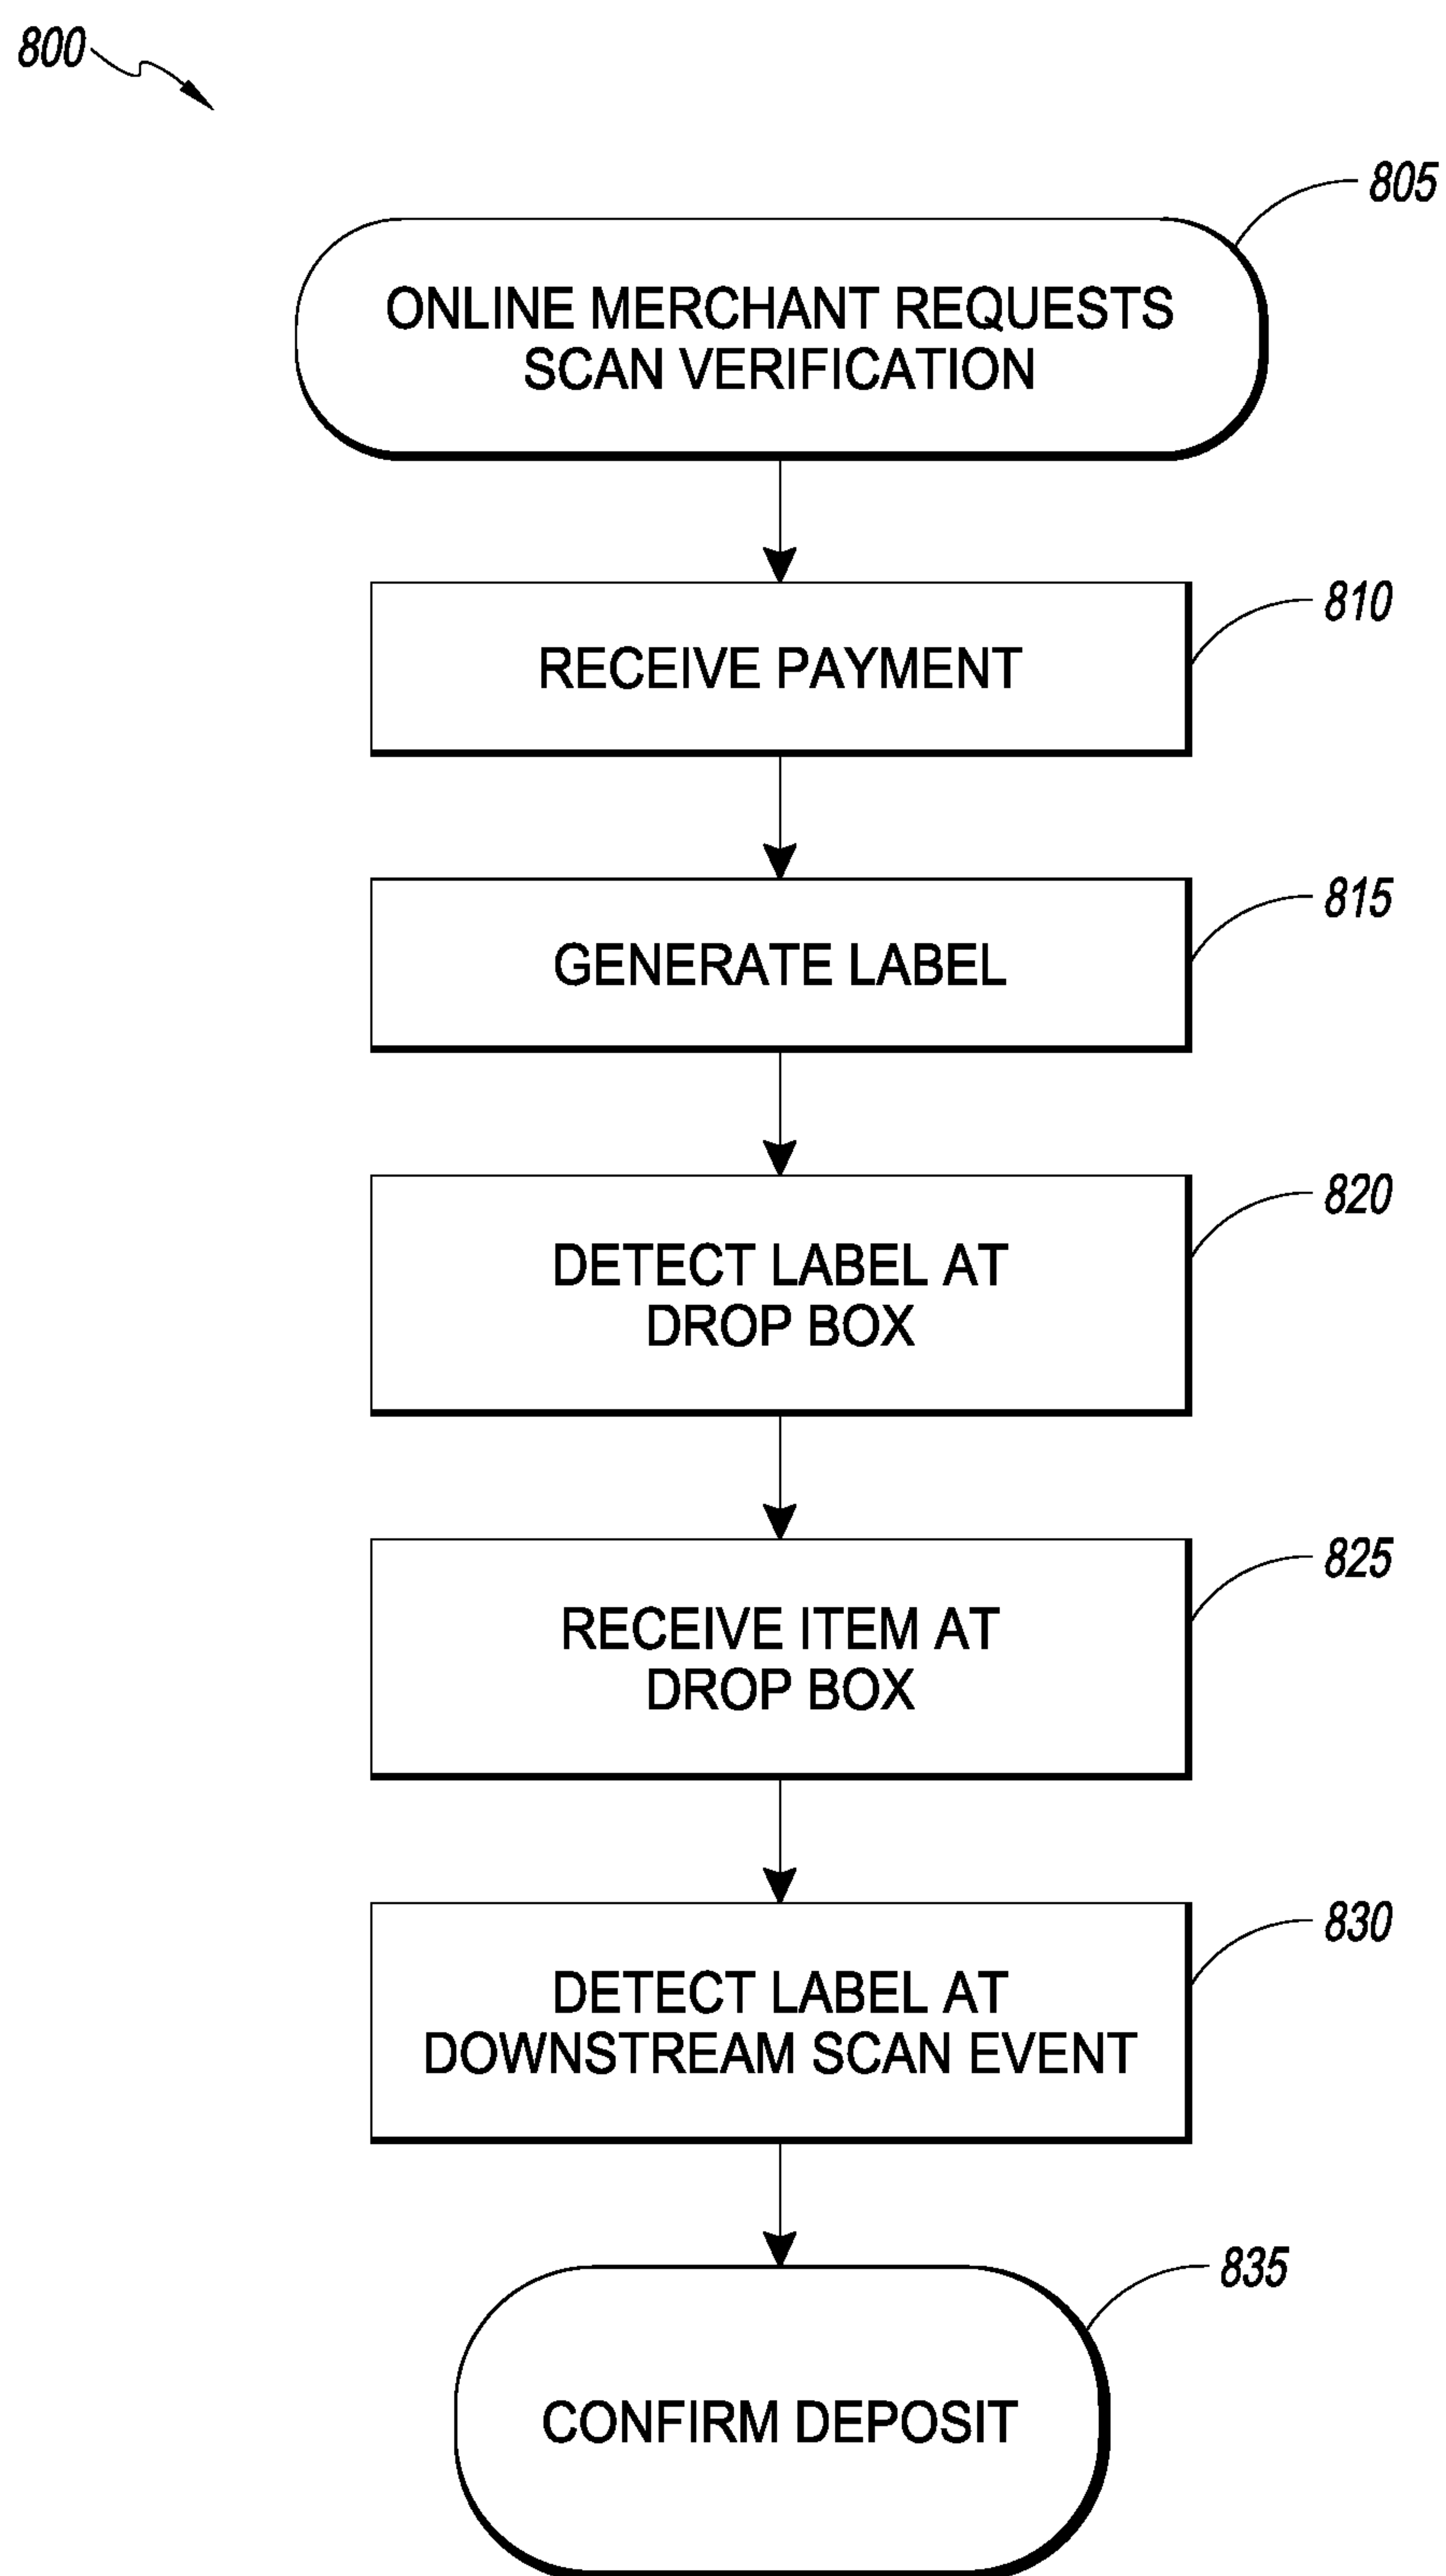 800
805
ONLINE MERCHANT REQUESTS
SCAN VERIFICATION
810
RECEIVE PAYMENT
815
GENERATE LABEL
820
DETECT LABEL AT
DROP BOX
825
RECEIVE ITEM AT
DROP BOX
830
DETECT LABEL AT
DOWNSTREAM SCAN EVENT
835
CONFIRM DEPOSIT